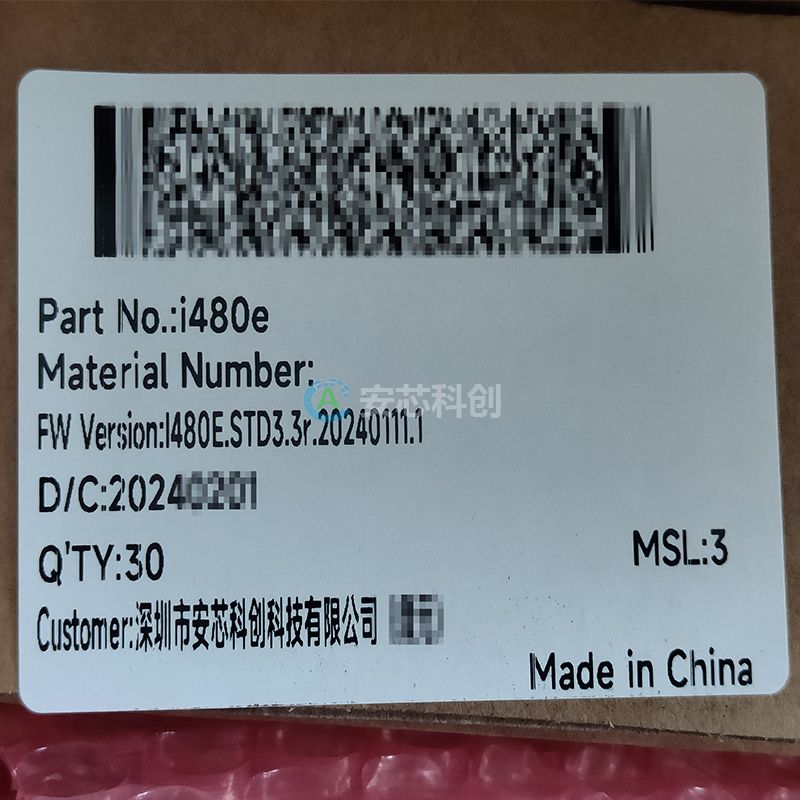 Part No.:i480e
Material Number:
安芯科创
FW Version:I480E.STD3.3r.20240111.1
D/C:2024
Q'TY:30
MSL:3
Customer:深圳市安芯科创科技有限公司
Made in China